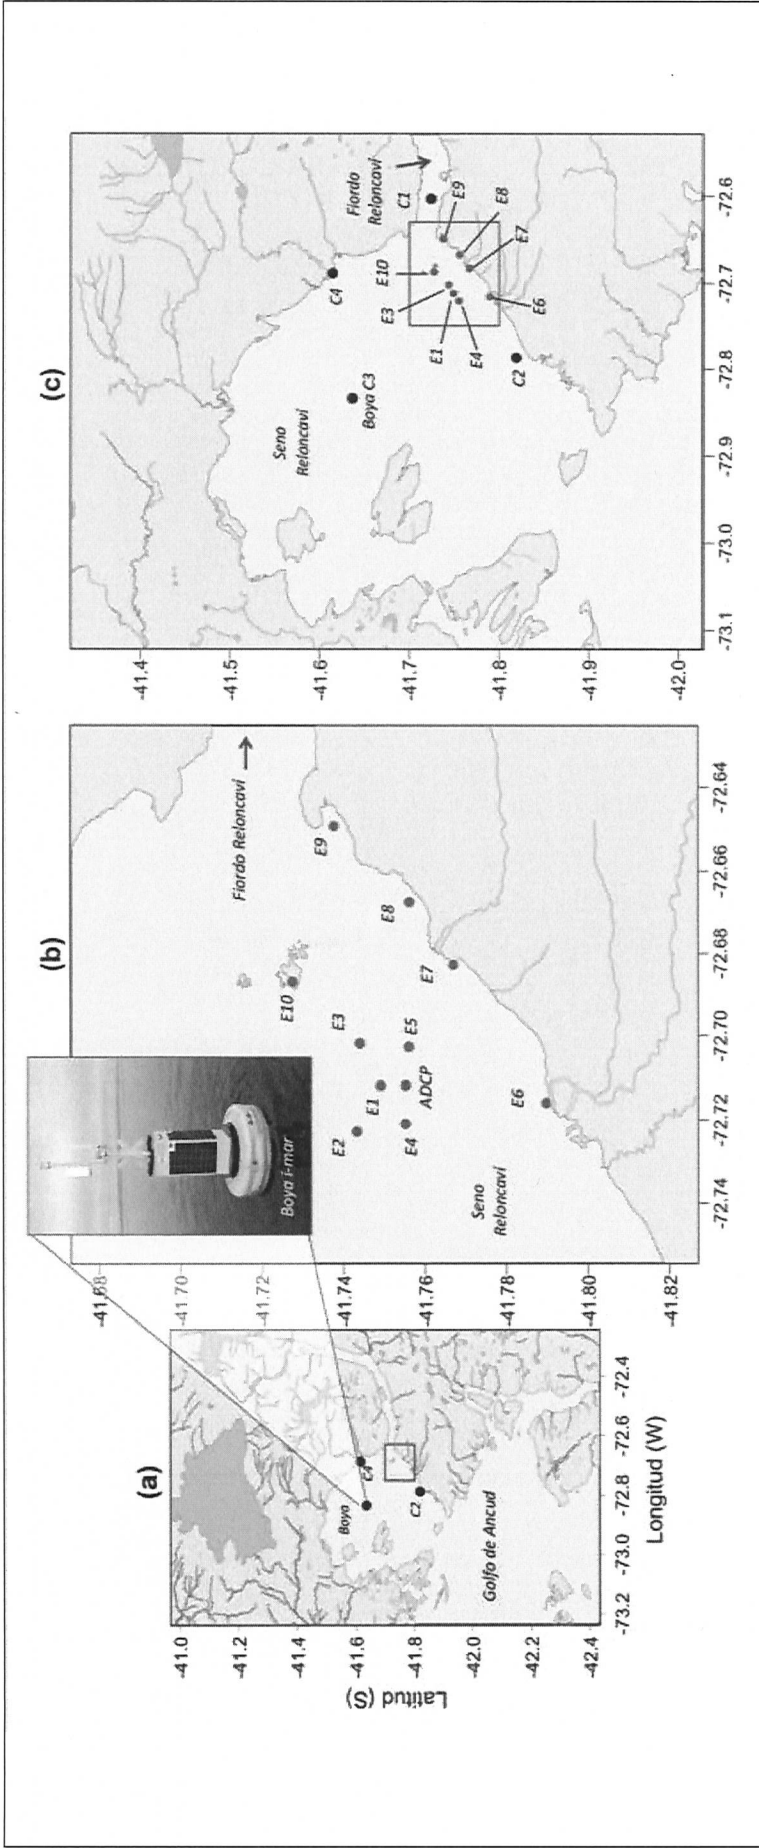 (a)
Latitud (S)
-41.0
-41.2
-41.4
-41.6
-41.8
-42.0
-42.2
-42.4
Boya
C4
C2
Golfo de Ancud
-73.2
-73.0
-72.8
-72.6
-72.4
Longitud (W)
Boya i-mar
(b)
-41.68
-41.70
-41.72
-41.74
-41.76
-41.78
-41.80
-41.82
Fiordo Reloncaví
E10
E9
E3
E8
E2
E1
E5
E7
E4
ADCP
E6
Seno
Reloncaví
-72.74
-72.72
-72.70
-72.68
-72.66
-72.64
(c)
-41.4
-41.5
-41.6
-41.7
-41.8
-41.9
-42.0
C4
Fiordo
Reloncaví
Seno
Reloncaví
Boya C3
C1
E10
E9
E3
E8
E1
E7
E4
E6
C2
-73.1
-73.0
-72.9
-72.8
-72.7
-72.6